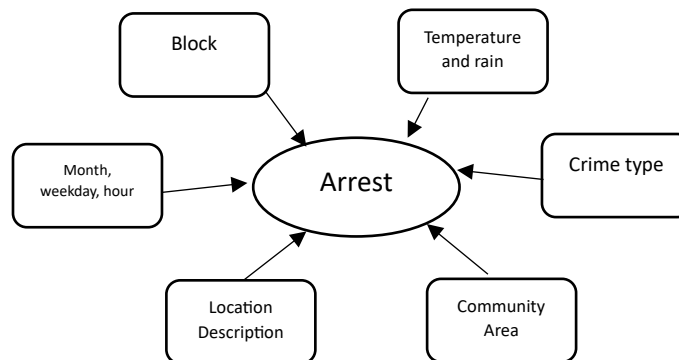 Block
Temperature
and rain
Month,
weekday, hour
Arrest
Crime type
Location
Description
Community
Area